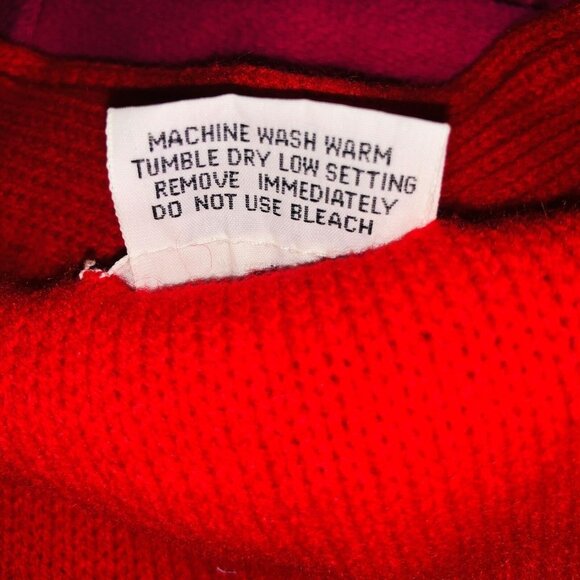 MACHINE WASH WARM
TUMBLE DRY LOW SETTING
REMOVE IMMEDIATELY
DO NOT USE BLEACH